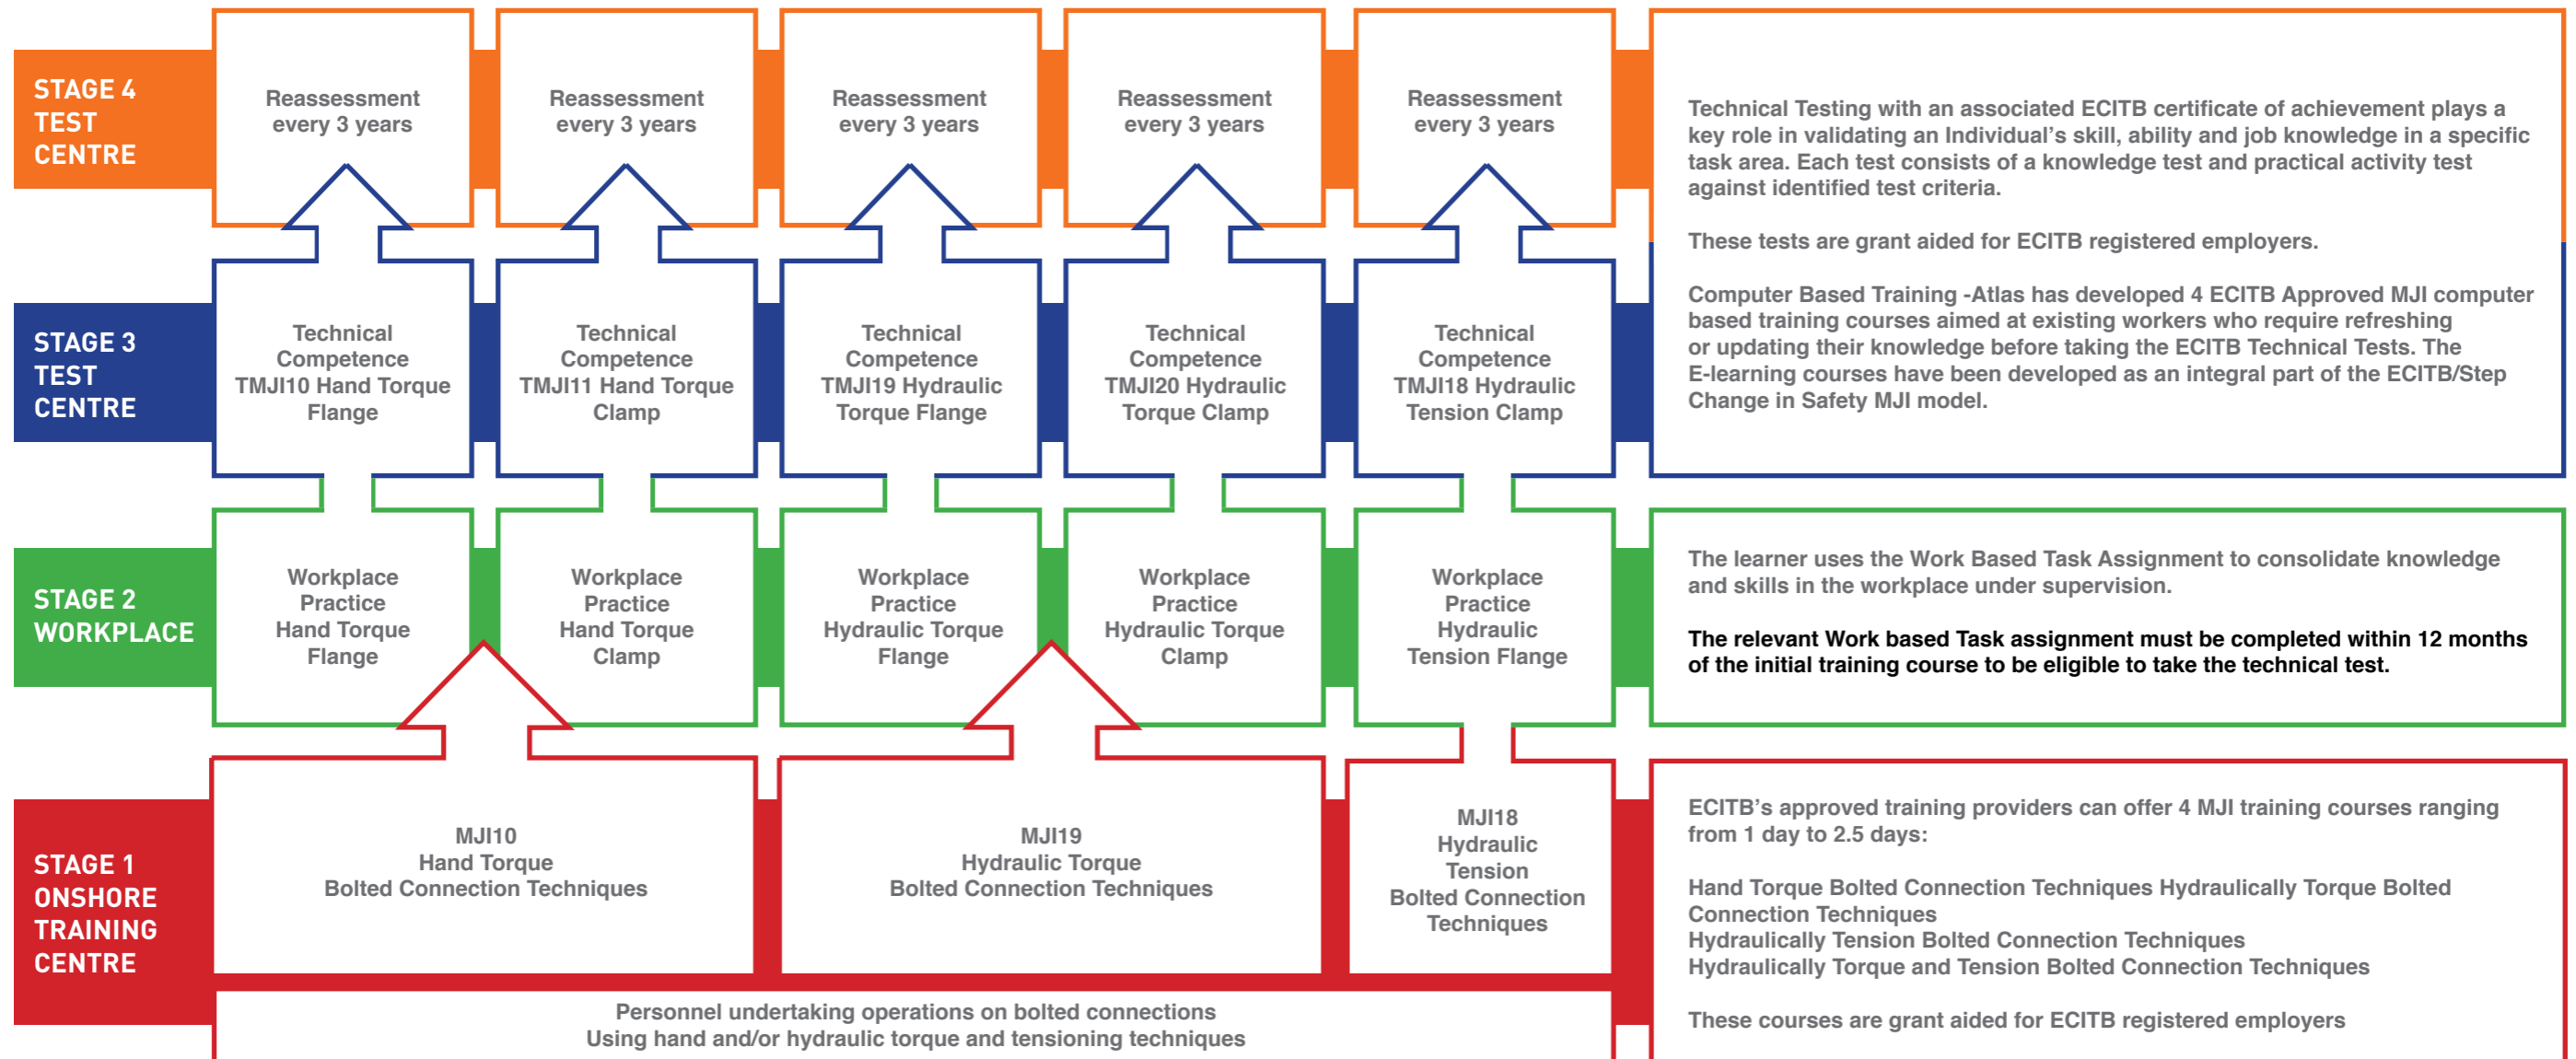 STAGE 4
TEST
CENTRE
Reassessment
every 3 years
Reassessment
every 3 years
Reassessment
every 3 years
Reassessment
every 3 years
Reassessment
every 3 years
Technical Testing with an associated ECITB certificate of achievement plays a
key role in validating an Individual’s skill, ability and job knowledge in a specific
task area. Each test consists of a knowledge test and practical activity test
against identified test criteria.
These tests are grant aided for ECITB registered employers.
Computer Based Training -Atlas has developed 4 ECITB Approved MJI computer
based training courses aimed at existing workers who require refreshing
or updating their knowledge before taking the ECITB Technical Tests. The
E-learning courses have been developed as an integral part of the ECITB/Step
Change in Safety MJI model.
STAGE 3
TEST
CENTRE
Technical
Competence
TMJI10 Hand Torque
Flange
Technical
Competence
TMJI11 Hand Torque
Clamp
Technical
Competence
TMJI19 Hydraulic
Torque Flange
Technical
Competence
TMJI20 Hydraulic
Torque Clamp
Technical
Competence
TMJI18 Hydraulic
Tension Clamp
STAGE 2
WORKPLACE
Workplace
Practice
Hand Torque
Flange
Workplace
Practice
Hand Torque
Clamp
Workplace
Practice
Hydraulic Torque
Flange
Workplace
Practice
Hydraulic Torque
Clamp
Workplace
Practice
Hydraulic
Tension Flange
The learner uses the Work Based Task Assignment to consolidate knowledge
and skills in the workplace under supervision.
The relevant Work based Task assignment must be completed within 12 months
of the initial training course to be eligible to take the technical test.
STAGE 1
ONSHORE
TRAINING
CENTRE
MJI10
Hand Torque
Bolted Connection Techniques
MJI19
Hydraulic Torque
Bolted Connection Techniques
MJI18
Hydraulic
Tension
Bolted Connection
Techniques
ECITB’s approved training providers can offer 4 MJI training courses ranging
from 1 day to 2.5 days:
Hand Torque Bolted Connection Techniques Hydraulically Torque Bolted
Connection Techniques
Hydraulically Tension Bolted Connection Techniques
Hydraulically Torque and Tension Bolted Connection Techniques
These courses are grant aided for ECITB registered employers
Personnel undertaking operations on bolted connections
Using hand and/or hydraulic torque and tensioning techniques